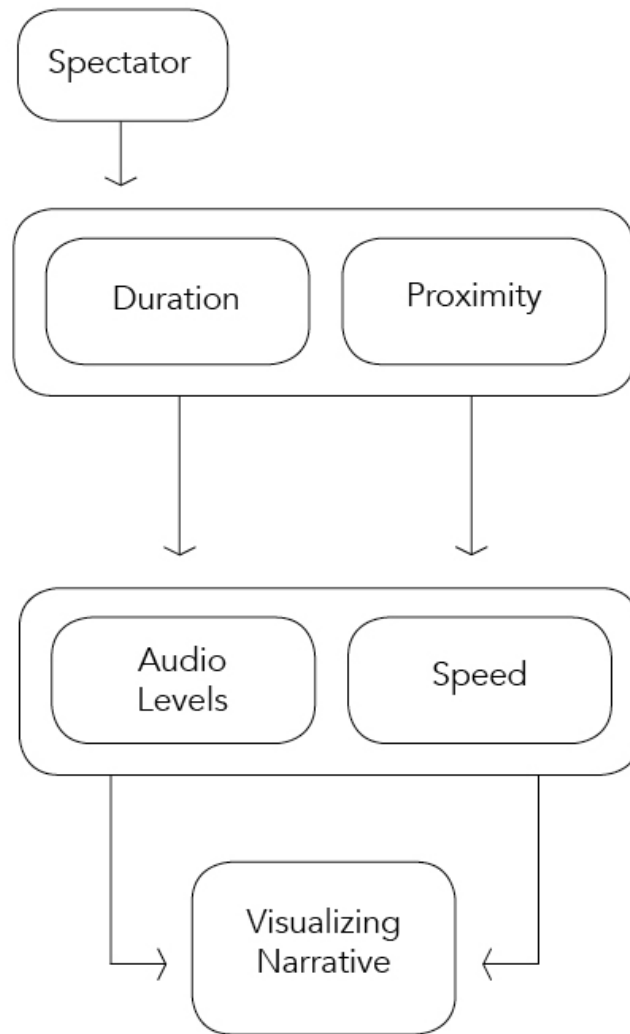 Spectator
Duration
Proximity
Audio
Levels
Speed
Visualizing
Narrative